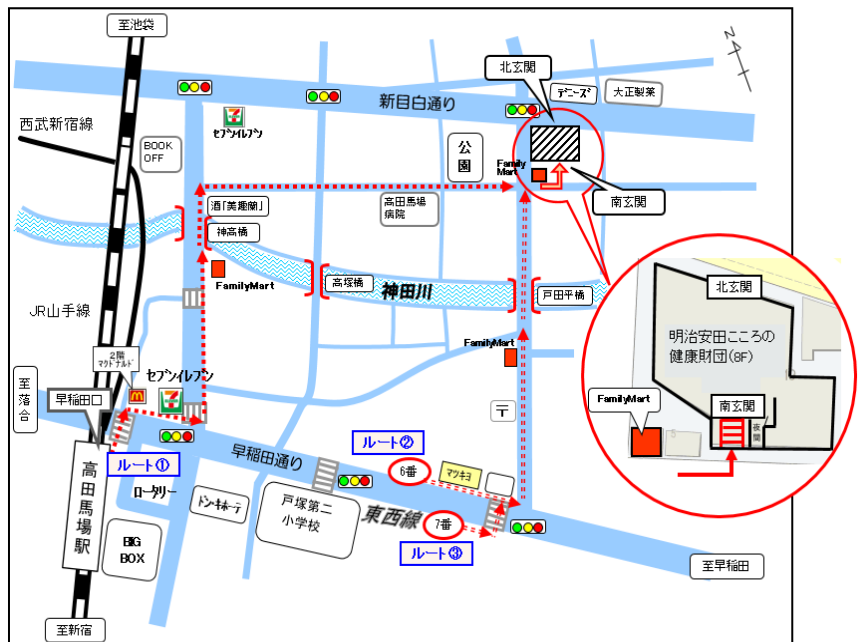 至池袋
北玄関
Z
デニーズ
大正製薬
新目白通り
西武新宿線
7
ELEVEN
セブンイレブン
BOOK
OFF
公園
Family
Mart
南玄関
酒「美趣蘭」
高田馬場
病院
神高橋
FamilyMart
高塚橋
神田川
戸田平橋
JR山手線
2階
マクドナルド
セブンイレブン
7
ELEVEN
m
至落合
早稲田口
FamilyMart
〒
北玄関
明治安田こころの
健康財団(8F)
FamilyMart
南玄関
夜間
早稲田通り
ルート②
ルート①
6番
マツキヨ
高田馬場駅
ロータリー
ドン・キホーテ
戸塚第二
小学校
東西線
7番
ルート③
BIG
BOX
至早稲田
至新宿